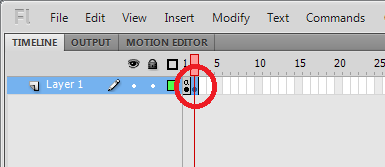 Fl File Edit View Insert Modify Text Commands
TIMELINE OUTPUT MOTION EDITOR
1 5 10 15 20 25
Layer 1